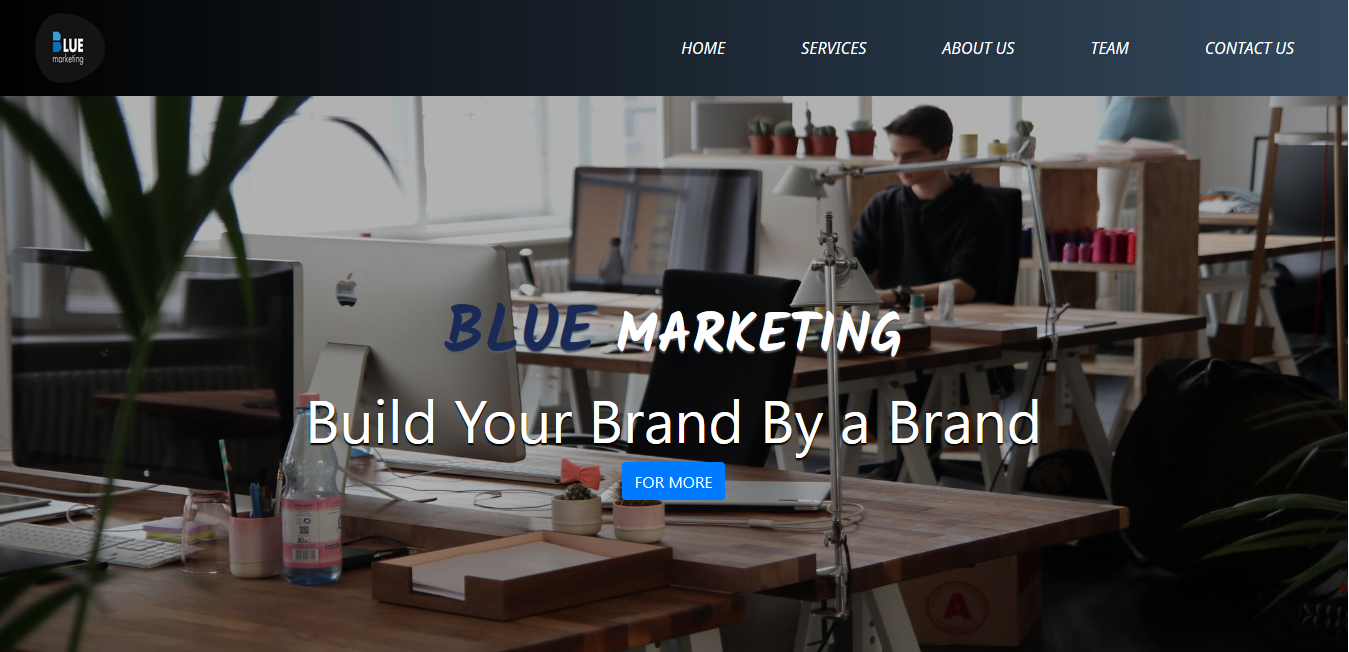 BLUE
marketing
HOME SERVICES ABOUT US TEAM CONTACT US
BLUE MARKETING
Build Your Brand By a Brand
FOR MORE
A